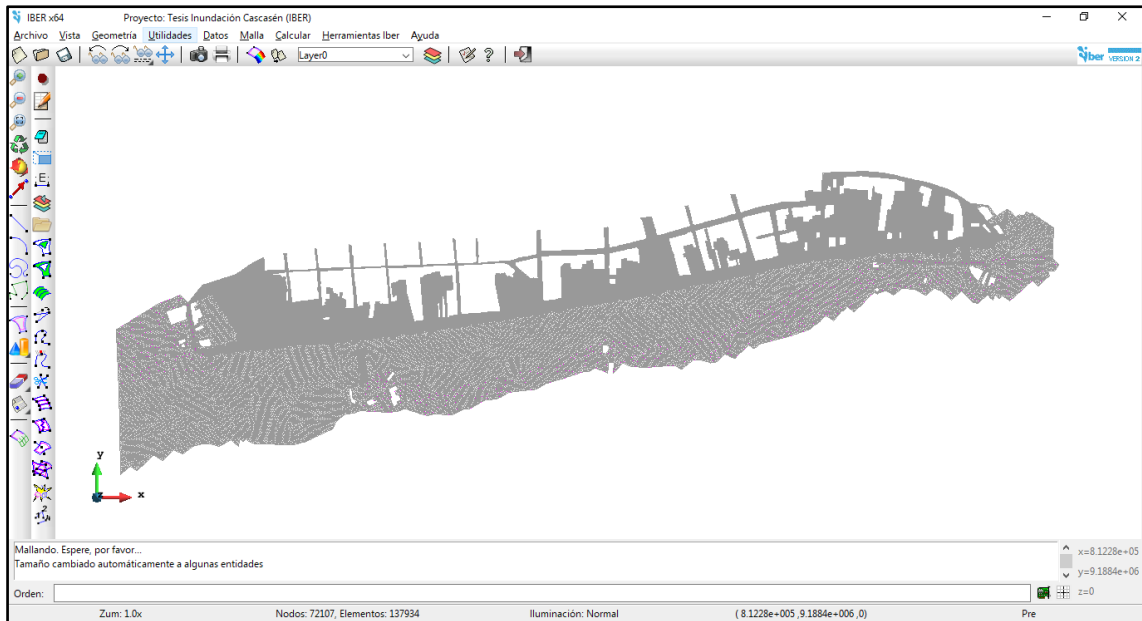 IBER x64 Proyecto: Tesis Inundación Cascasén (IBER)
Archivo Vista Geometría Utilidades Datos Malla Calcular Herramientas Iber Ayuda
Layer0
iber VERSION 2
E
y
x
Mallando. Espere, por favor...
Tamaño cambiado automáticamente a algunas entidades
x=8.1228e+05
y=9.1884e+06
z=0
Orden:
Zum: 1.0x Nodos: 72107, Elementos: 137934 Iluminación: Normal ( 8.1228e+005 ,9.1884e+006 ,0) Pre